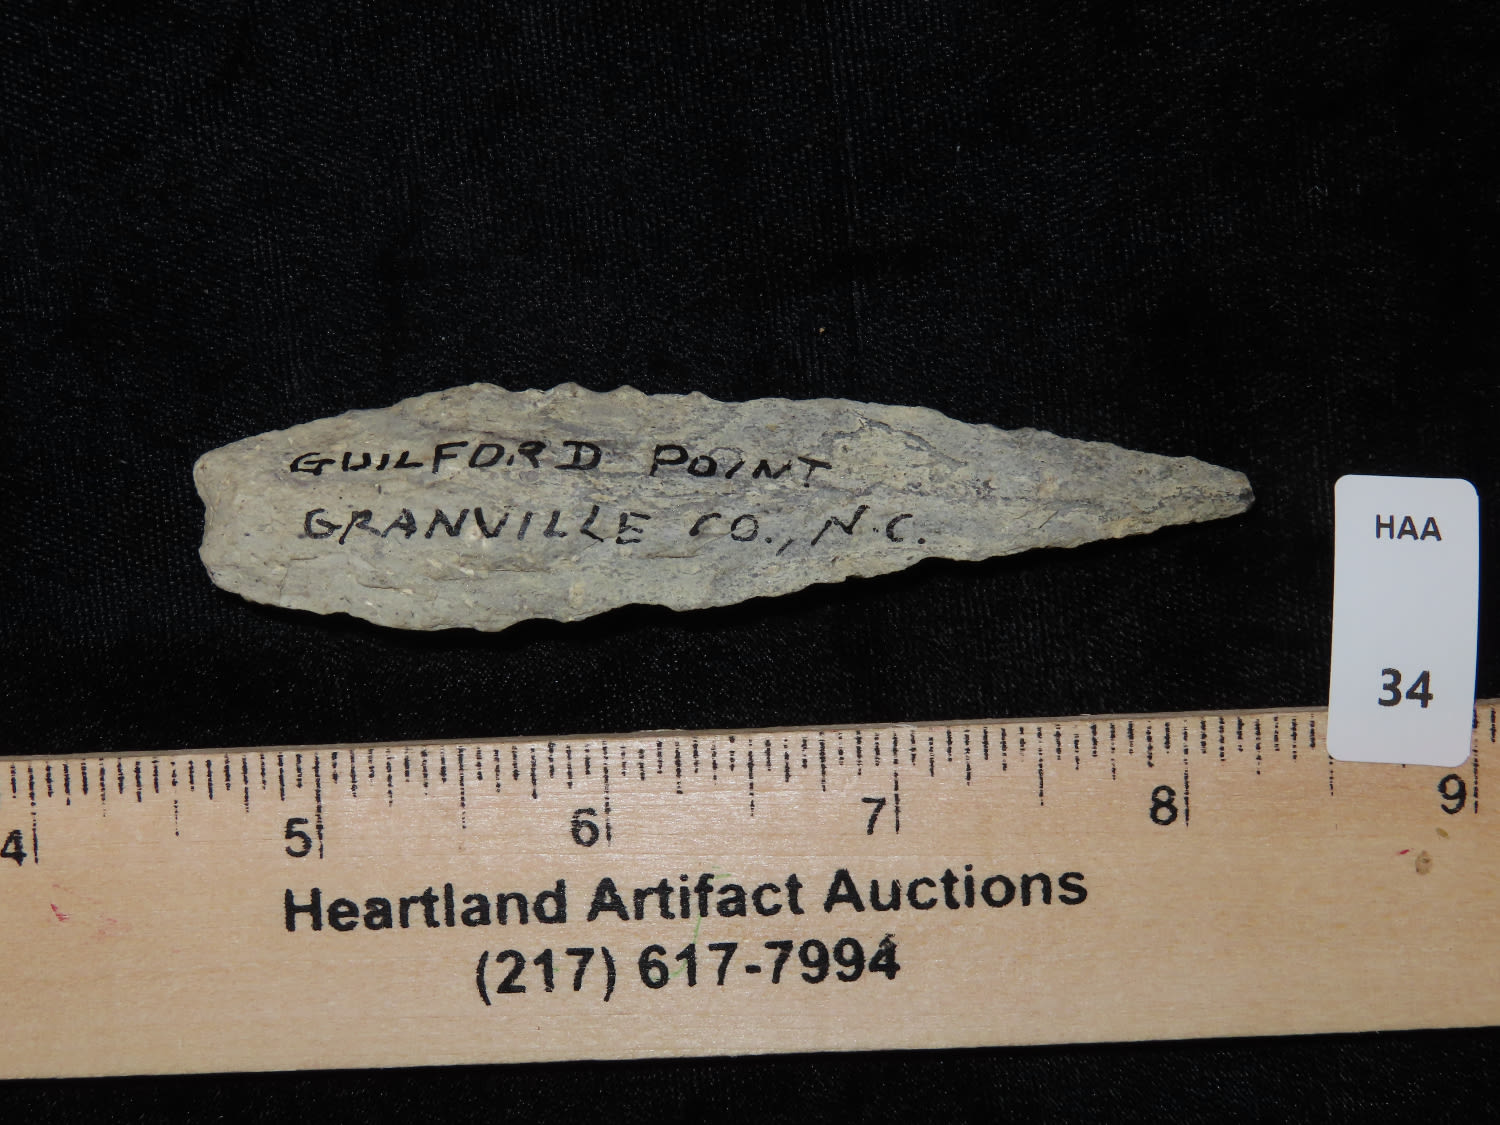 GUILFORD POINT
GRANVILLE CO., N.C.
HAA
34
4 5 6 7 8 9
Heartland Artifact Auctions
(217) 617-7994